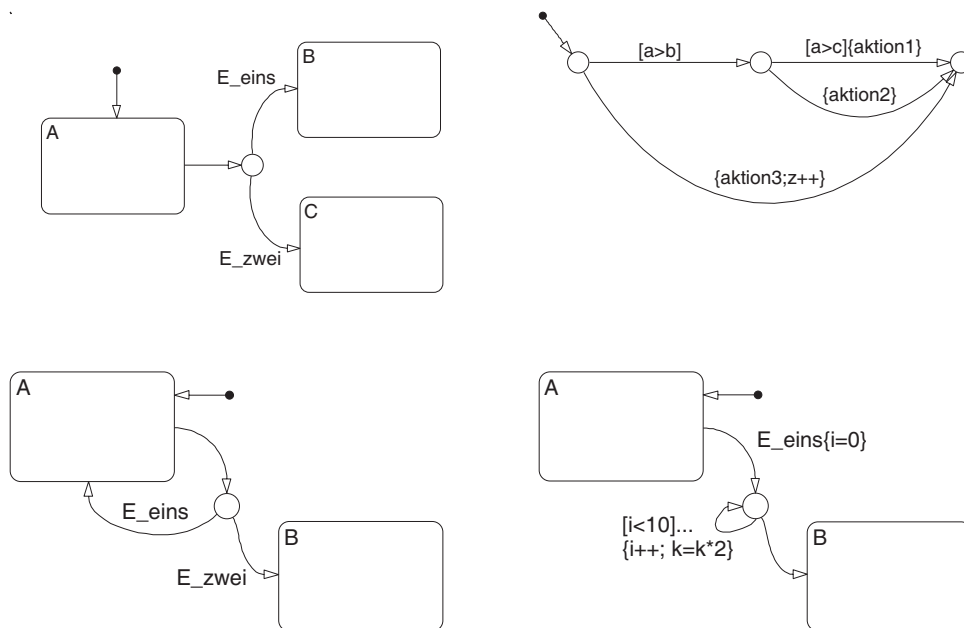 A
E_eins
B
E_zwei
C
[a>b]
[a>c]{aktion1}
{aktion2}
{aktion3;z++}
A
E_eins
E_zwei
B
A
E_eins{i=0}
[i<10]...
{i++; k=k*2}
B